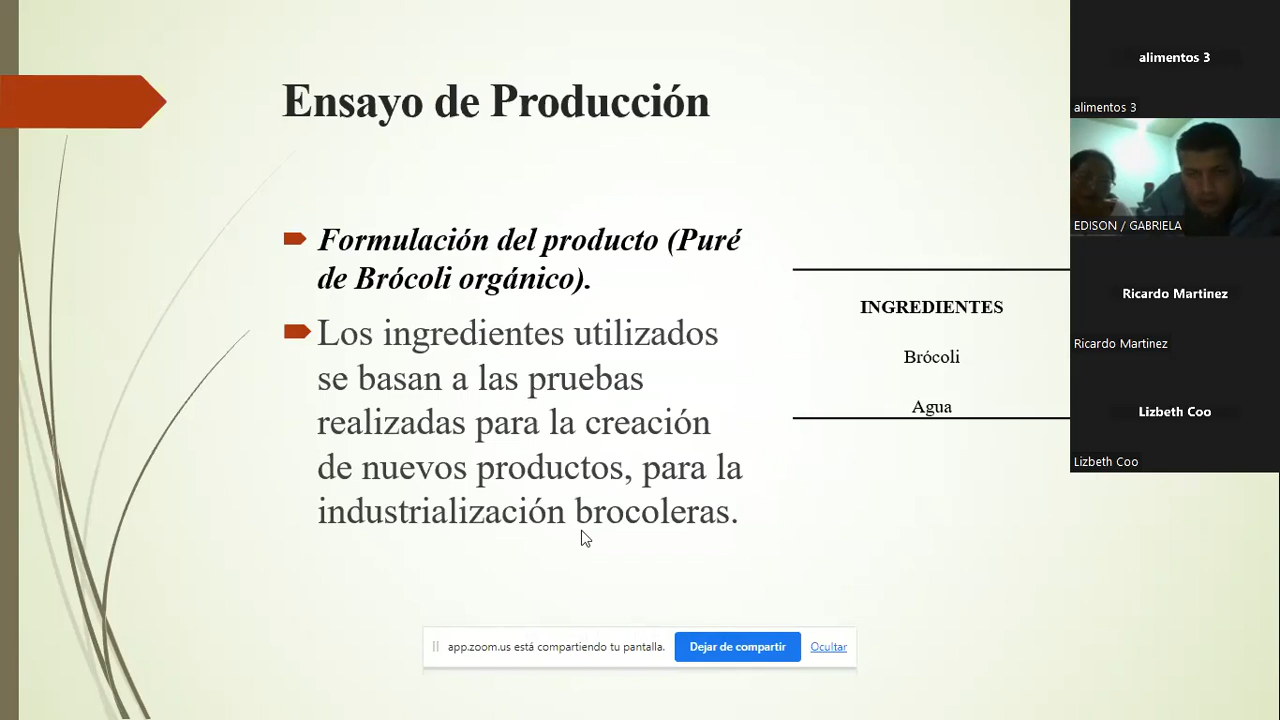 Ensayo de Producción
Formulación del producto (Puré
de Brócoli orgánico).
Los ingredientes utilizados
se basan a las pruebas
realizadas para la creación
de nuevos productos, para la
industrialización brocoleras.
INGREDIENTES
Brócoli
Agua
alimentos 3
alimentos 3
EDISON / GABRIELA
Ricardo Martinez
Ricardo Martinez
Lizbeth Coo
Lizbeth Coo
app.zoom.us está compartiendo tu pantalla. Dejar de compartir Ocultar